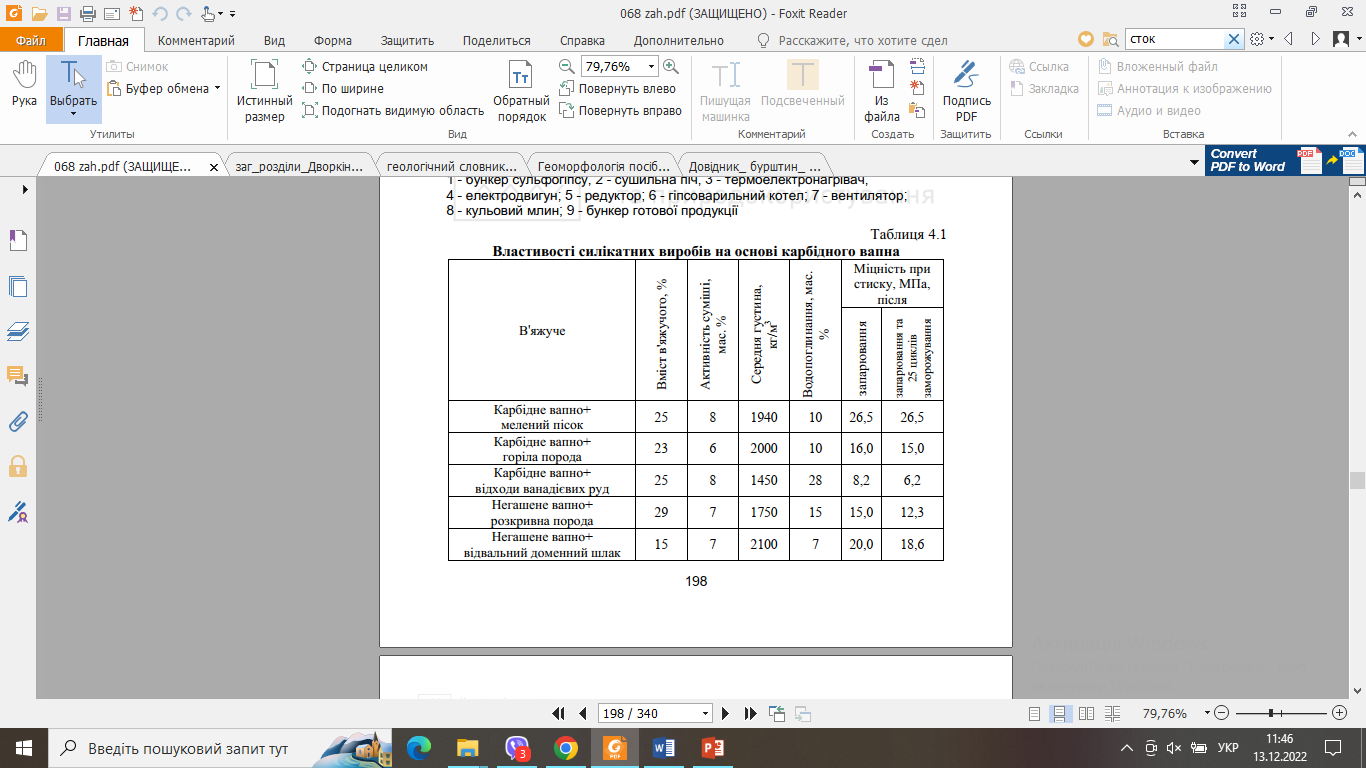 068 zah.pdf (ЗАЩИЩЕНО) - Foxit Reader
Файл
Главная
Комментарий
Вид
Форма
Защитить
Поделиться
Справка
Дополнительно
Расскажите, что хотите сдел
сток
Рука
Выбрать
Снимок
Буфер обмена
Утилиты
Истинный размер
Страница целиком
По ширине
Подогнать видимую область
Обратный порядок
79,76%
Повернуть влево
Повернуть вправо
Вид
Пишущая машинка
Подсвеченный
Комментарий
Из файла
Создать
Подпись PDF
Защитить
Ссылка
Закладка
Ссылки
Вложенный файл
Аннотация к изображению
Аудио и видео
Вставка
068 zah.pdf (ЗАЩИЩЕ...
заг_розділи_Дворкін...
геологічний словник...
Геоморфологія посіб...
Довідник_ бурштин_ ...
Convert
PDF to Word
1 - бункер сульфогіпсу, 2 - сушильна піч, 3 - термоелектронагрівач,
4 - електродвигун; 5 - редуктор; 6 - гіпсоварильний котел; 7 - вентилятор;
8 - кульовий млин; 9 - бункер готової продукції
Таблиця 4.1
Властивості силікатних виробів на основі карбідного вапна
В'яжуче
Вміст в'яжучого, %
Активність суміші, мас. %
Середня густина, кг/м³
Водопоглинання, мас. %
Міцність при стиску, МПа, після
запарювання
запарювання та 25 циклів заморожування
Карбідне вапно+
мелений пісок
25 8 1940 10 26,5 26,5
Карбідне вапно+
горіла порода
23 6 2000 10 16,0 15,0
Карбідне вапно+
відходи ванадієвих руд
25 8 1450 28 8,2 6,2
Негашене вапно+
розкривна порода
29 7 1750 15 15,0 12,3
Негашене вапно+
відвальний доменний шлак
15 7 2100 7 20,0 18,6
198
198 / 340
79,76%
Введіть пошуковий запит тут
3
УКР
11:46
13.12.2022